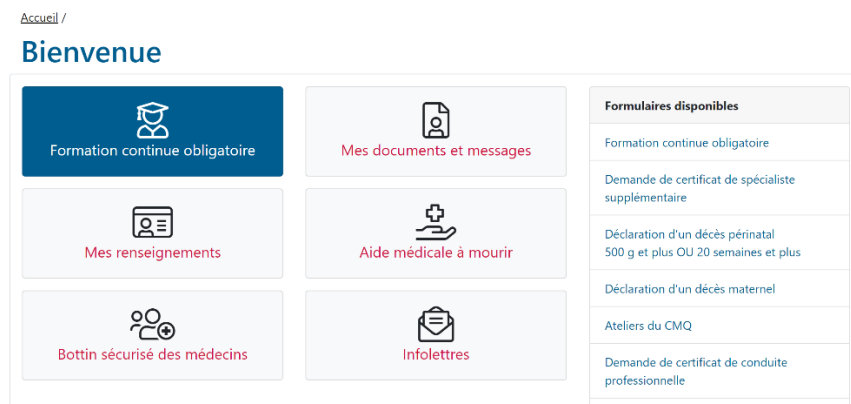 Accueil /
Bienvenue
Formation continue obligatoire
Mes documents et messages
Mes renseignements
Aide médicale à mourir
Bottin sécurisé des médecins
Infolettres
Formulaires disponibles
Formation continue obligatoire
Demande de certificat de spécialiste
supplémentaire
Déclaration d'un décès périnatal
500 g et plus OU 20 semaines et plus
Déclaration d'un décès maternel
Ateliers du CMQ
Demande de certificat de conduite
professionnelle